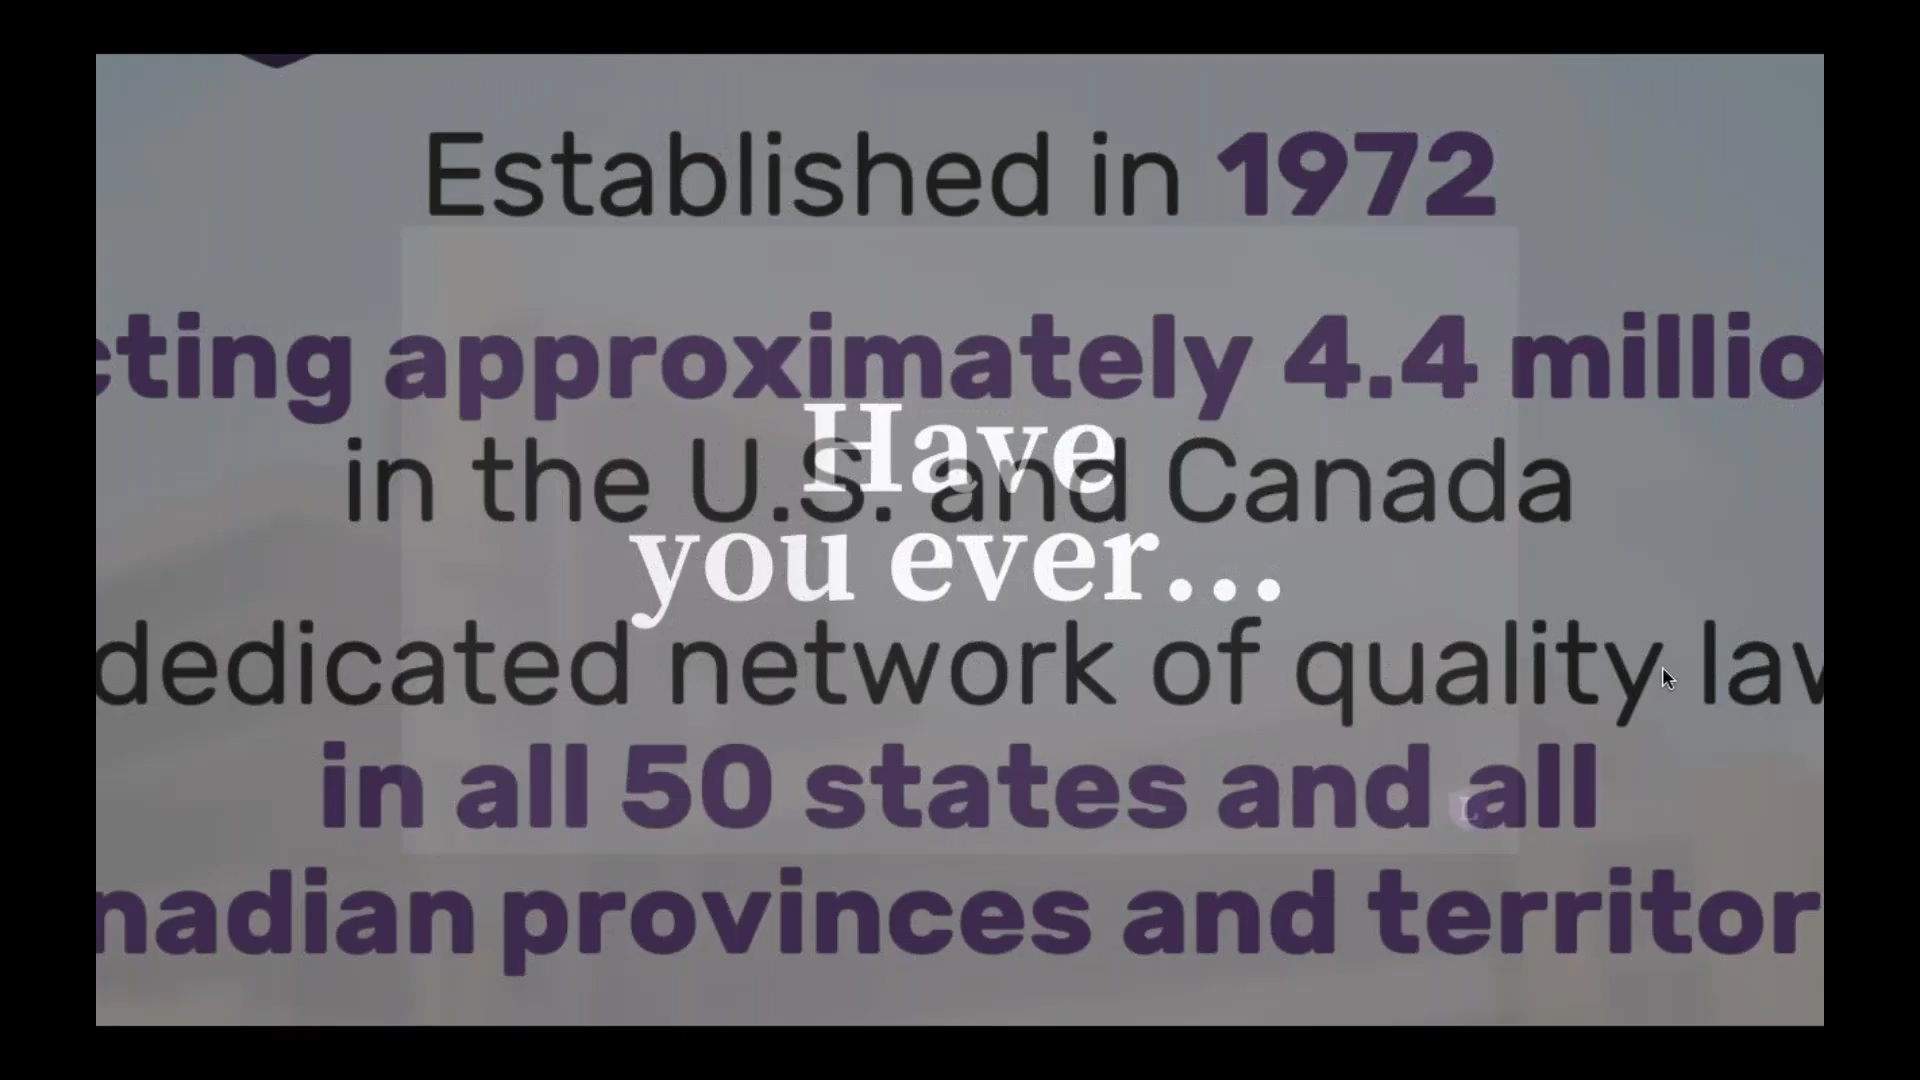 Established in 1972
cting approximately 4.4 millio
in the U.S. and Canada
Have
you ever...
dedicated network of quality law
in all 50 states and all
L
nadian provinces and territor